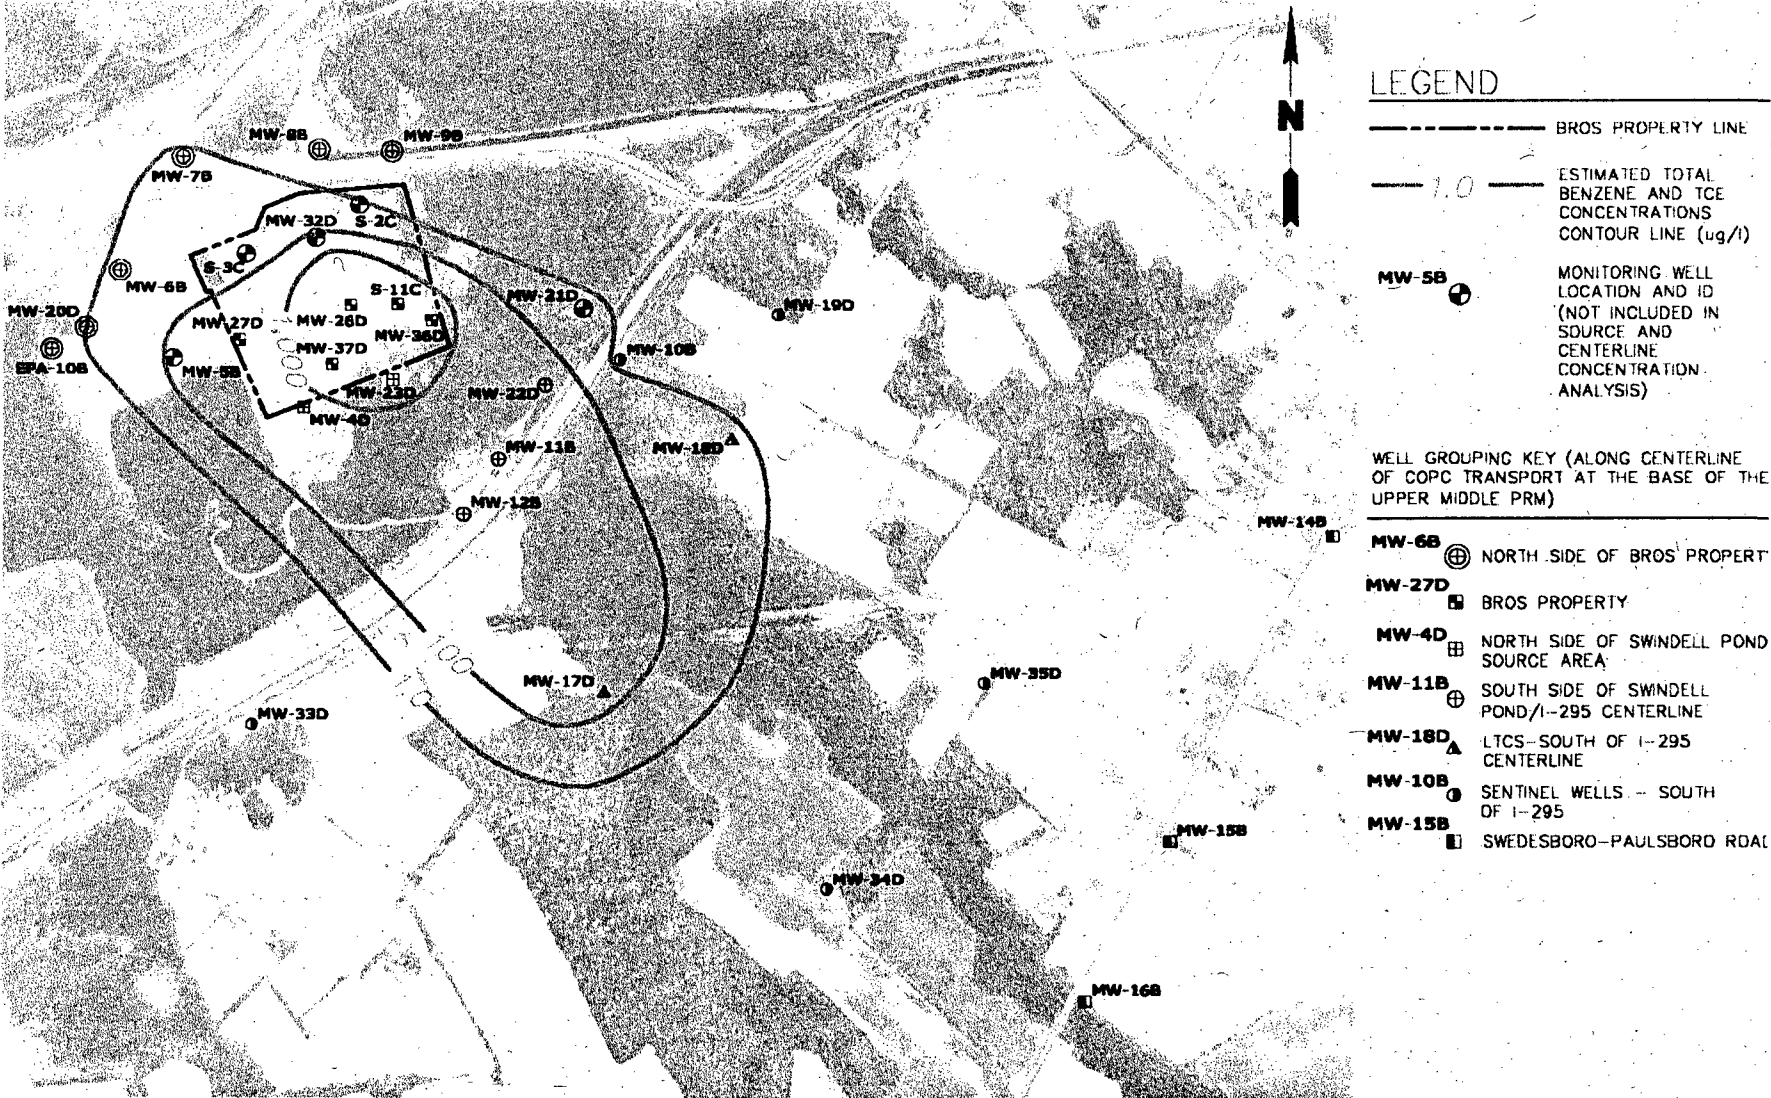 MW-8B
MW-9B
MW-7B
S-2C
MW-32D
S-3C
MW-6B
MW-20D
EPA-10B
MW-27D
MW-5B
S-11C
MW-26D
MW-36D
MW-37D
MW-23D
MW-4D
MW-21D
MW-22D
MW-10B
MW-19D
MW-11B
MW-18D
MW-12B
MW-14B
100
1.0
MW-17D
MW-33D
MW-35D
MW-15B
MW-34D
MW-16B
N
LEGEND
BROS PROPERTY LINE
1.0
ESTIMATED TOTAL
BENZENE AND TCE
CONCENTRATIONS
CONTOUR LINE (ug/l)
MW-5B
MONITORING WELL
LOCATION AND ID
(NOT INCLUDED IN
SOURCE AND
CENTERLINE
CONCENTRATION
ANALYSIS)
WELL GROUPING KEY (ALONG CENTERLINE
OF COPC TRANSPORT AT THE BASE OF THE
UPPER MIDDLE PRM)
MW-6B
NORTH SIDE OF BROS PROPERT
MW-27D
BROS PROPERTY
MW-4D
NORTH SIDE OF SWINDELL POND
SOURCE AREA
MW-11B
SOUTH SIDE OF SWINDELL
POND/I-295 CENTERLINE
MW-18D
LTCS-SOUTH OF I-295
CENTERLINE
MW-10B
SENTINEL WELLS - SOUTH
OF I-295
MW-15B
SWEDESBORO-PAULSBORO ROAD